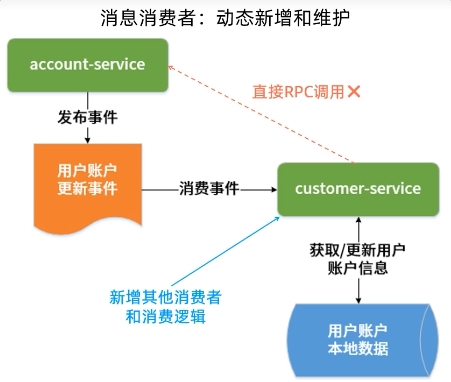 消息消费者：动态新增和维护
account-service
直接RPC调用❌
发布事件
用户账户
更新事件
消费事件
customer-service
获取/更新用户
账户信息
新增其他消费者
和消费逻辑
用户账户
本地数据